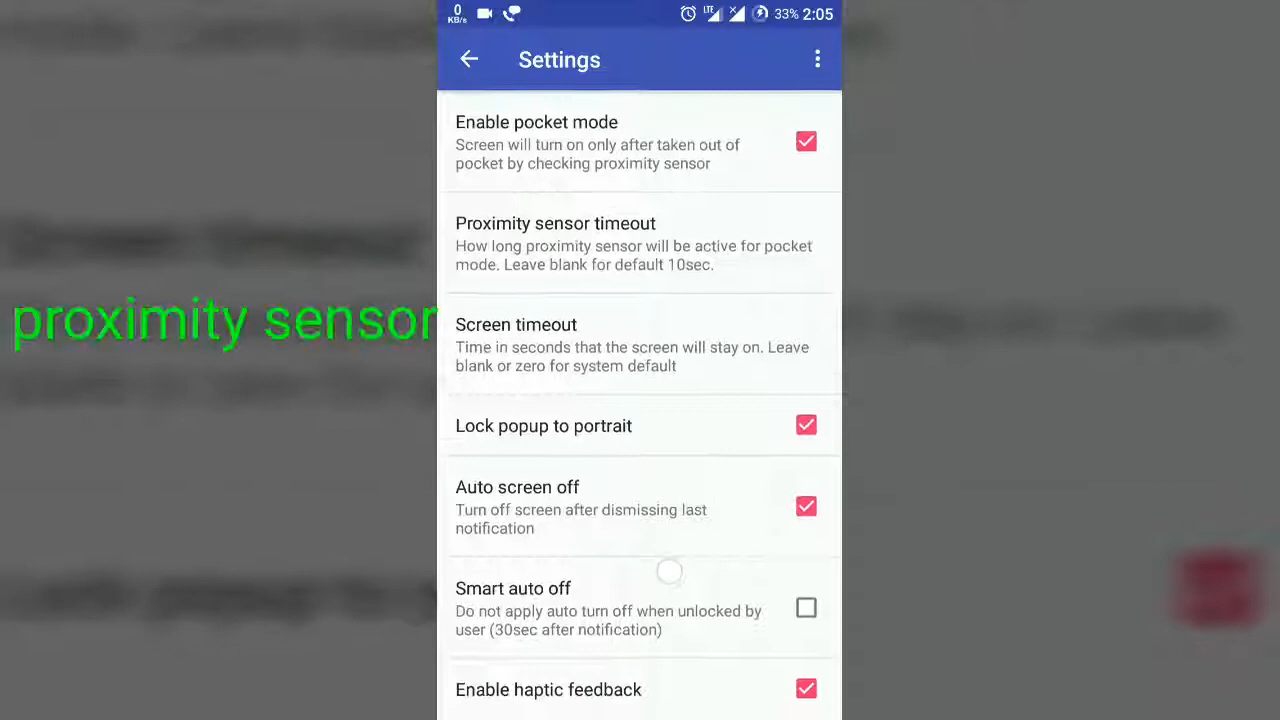 0
KB/s
LTE
33% 2:05
Settings
Enable pocket mode
Screen will turn on only after taken out of
pocket by checking proximity sensor
Proximity sensor timeout
How long proximity sensor will be active for pocket
mode. Leave blank for default 10sec.
proximity sensor
Screen timeout
Time in seconds that the screen will stay on. Leave
blank or zero for system default
Lock popup to portrait
Auto screen off
Turn off screen after dismissing last
notification
Smart auto off
Do not apply auto turn off when unlocked by
user (30sec after notification)
Enable haptic feedback